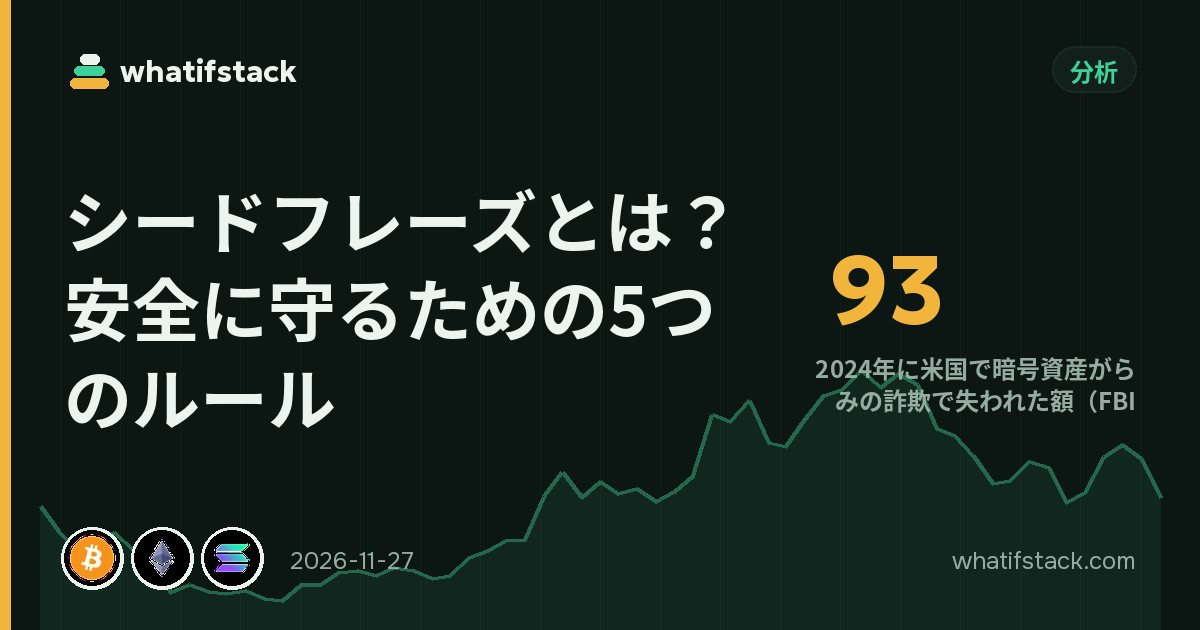 whatifstack
分析
シードフレーズとは？
安全に守るための5つ
のルール
93
2024年に米国で暗号資産がら
みの詐欺で失われた額（FBI
2026-11-27
whatifstack.com